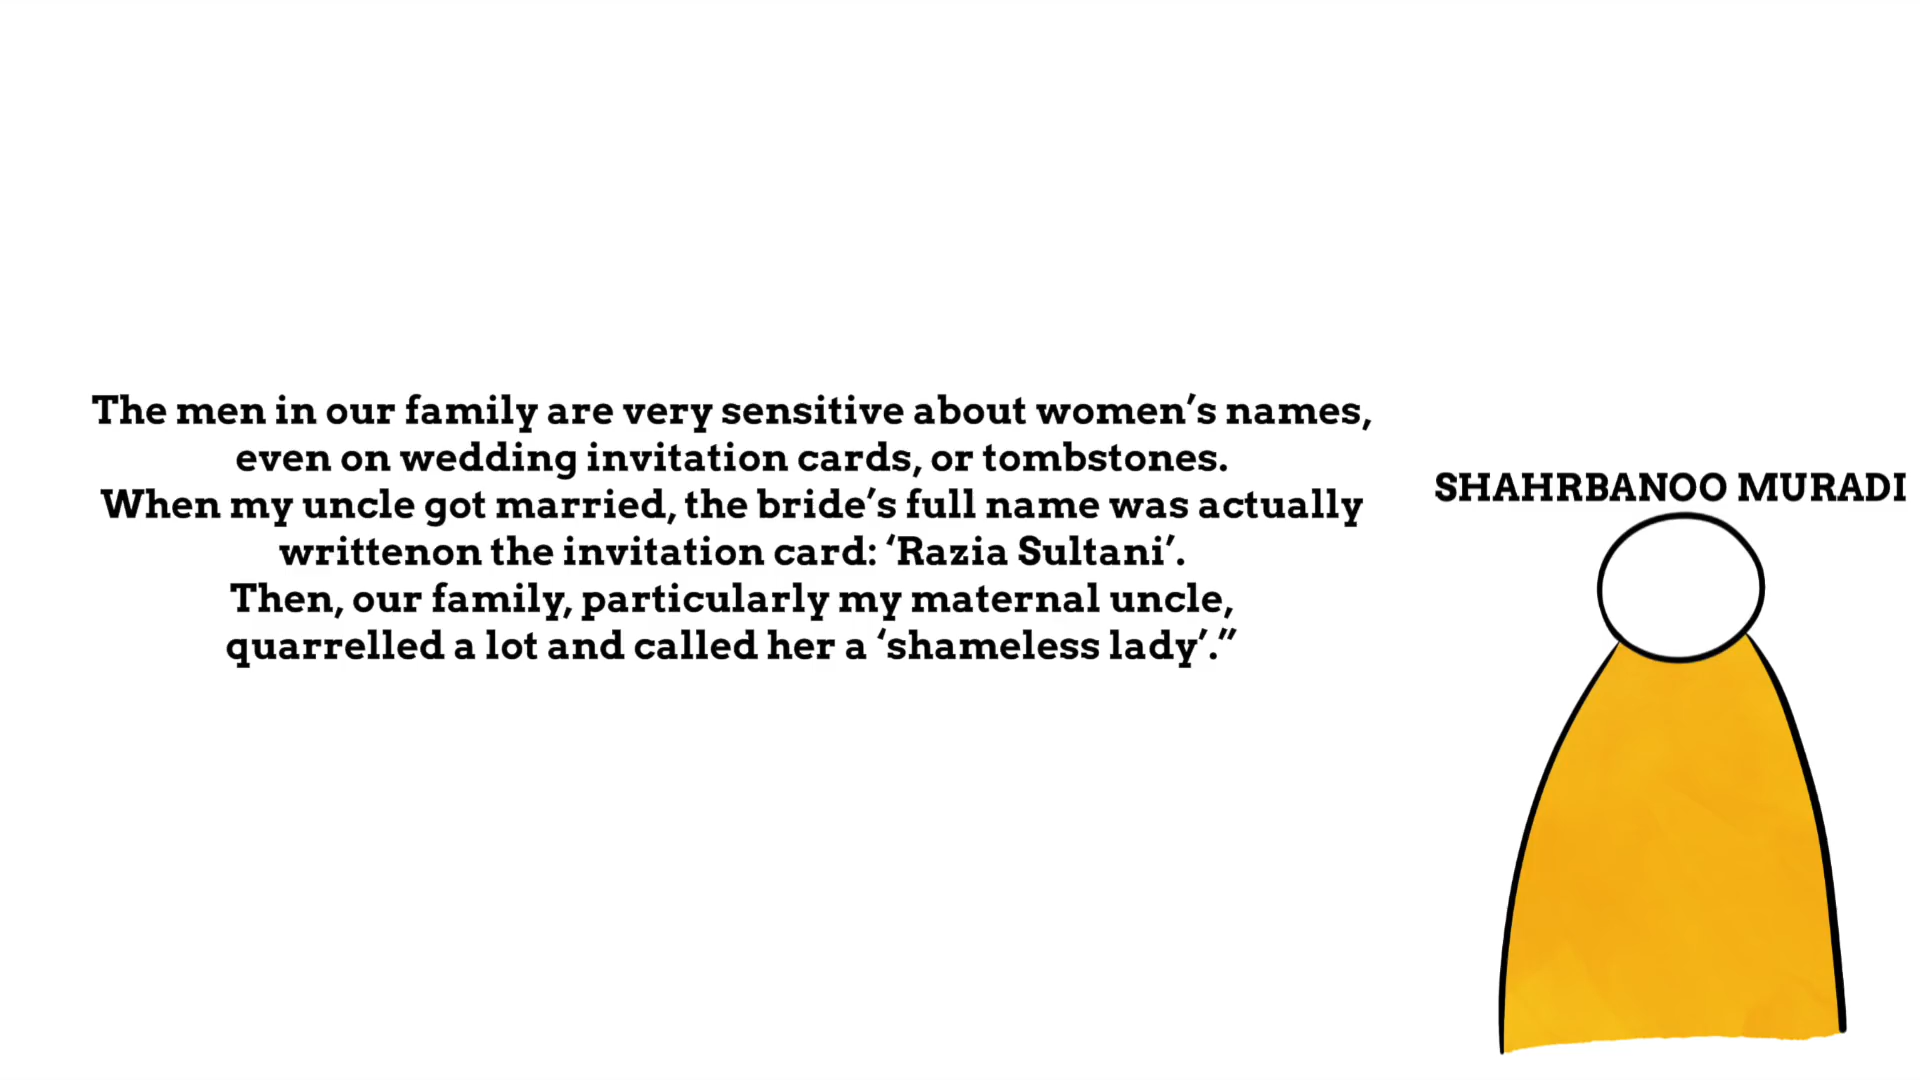 The men in our family are very sensitive about women’s names,
even on wedding invitation cards, or tombstones.
When my uncle got married, the bride’s full name was actually
writtenon the invitation card: ‘Razia Sultani’.
Then, our family, particularly my maternal uncle,
quarrelled a lot and called her a ‘shameless lady’.”
SHAHRBANOO MURADI